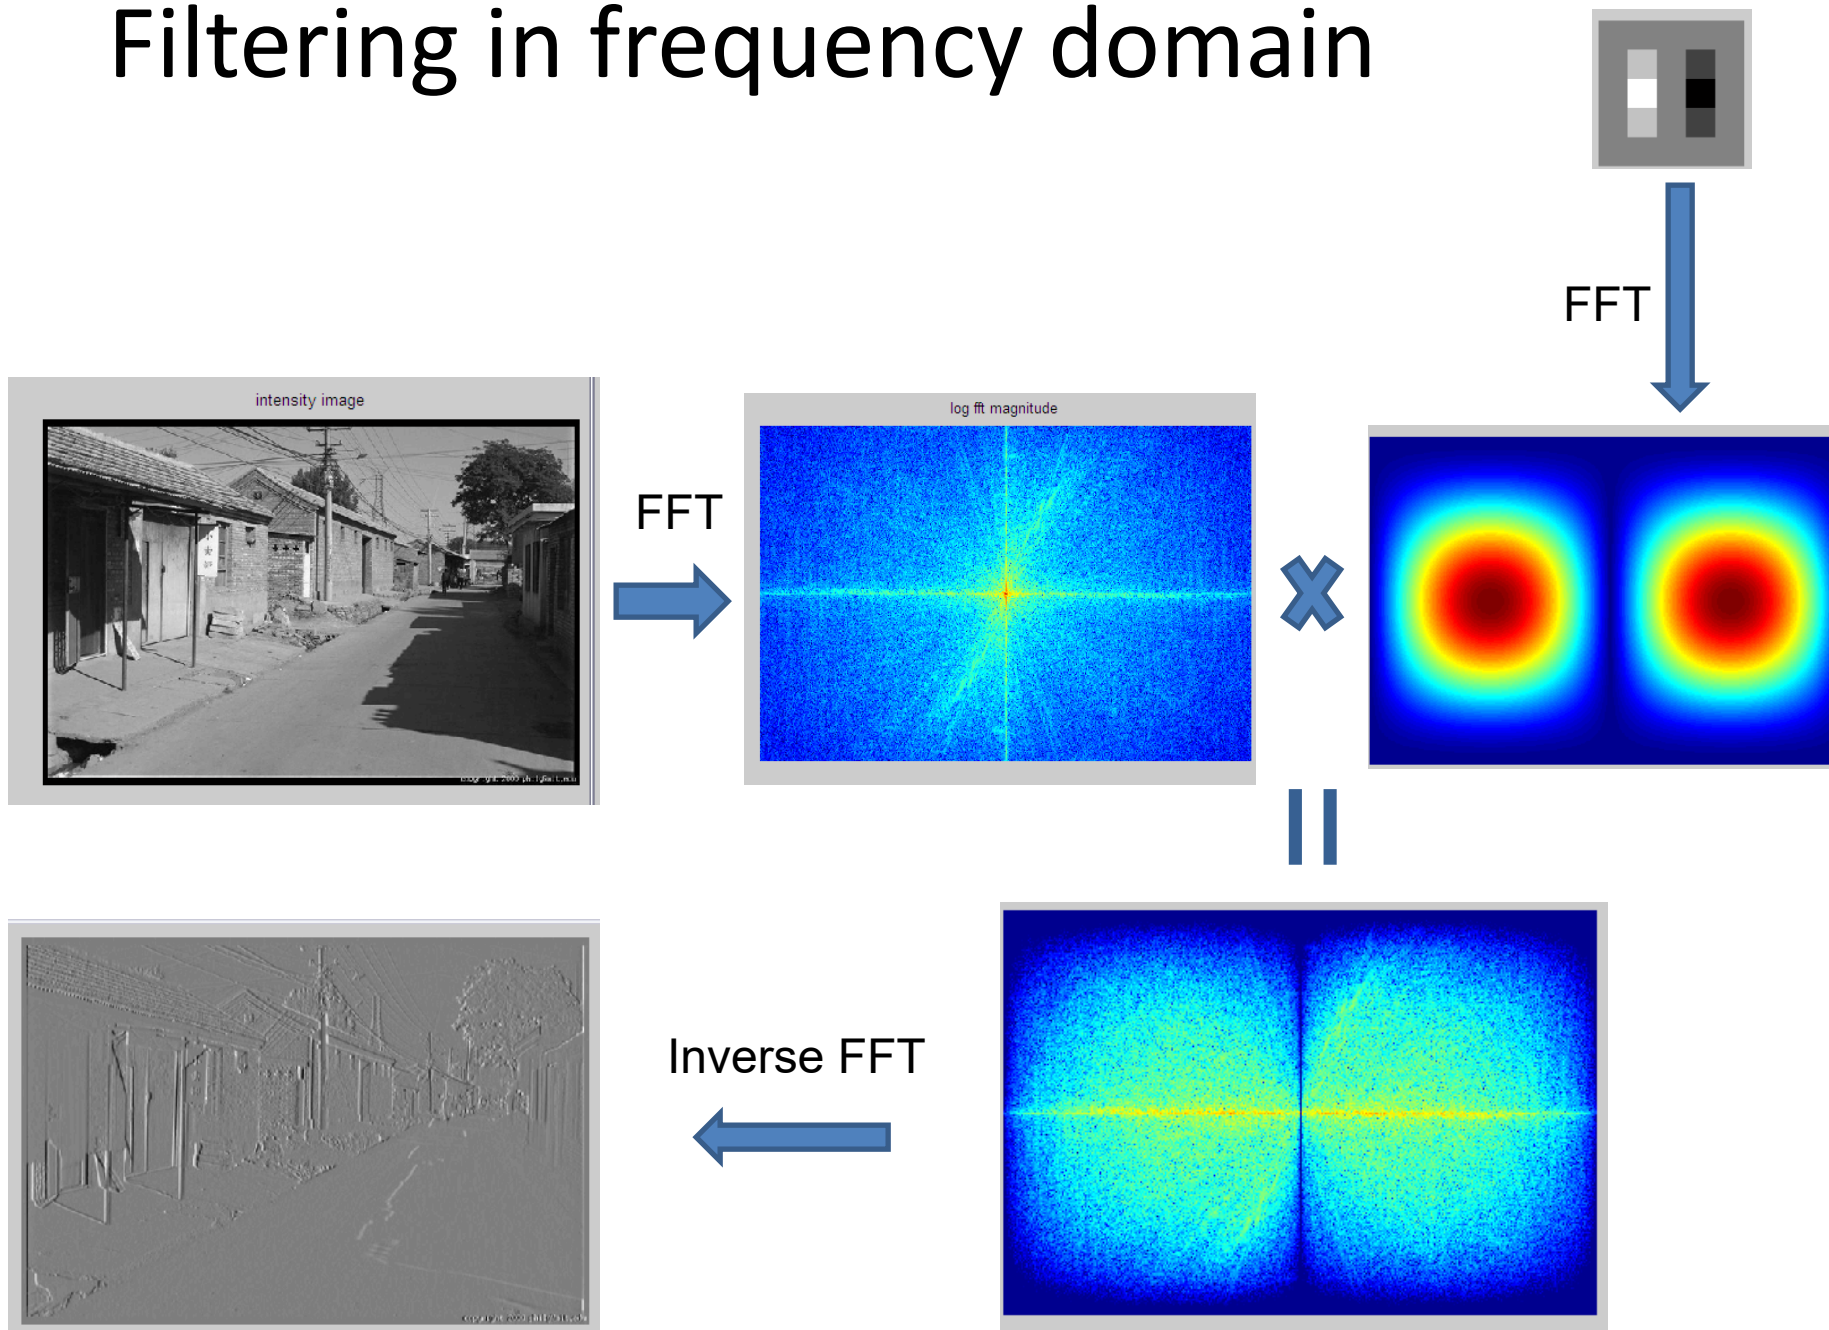 Filtering in frequency domain
FFT
intensity image
log fft magnitude
FFT
Inverse FFT